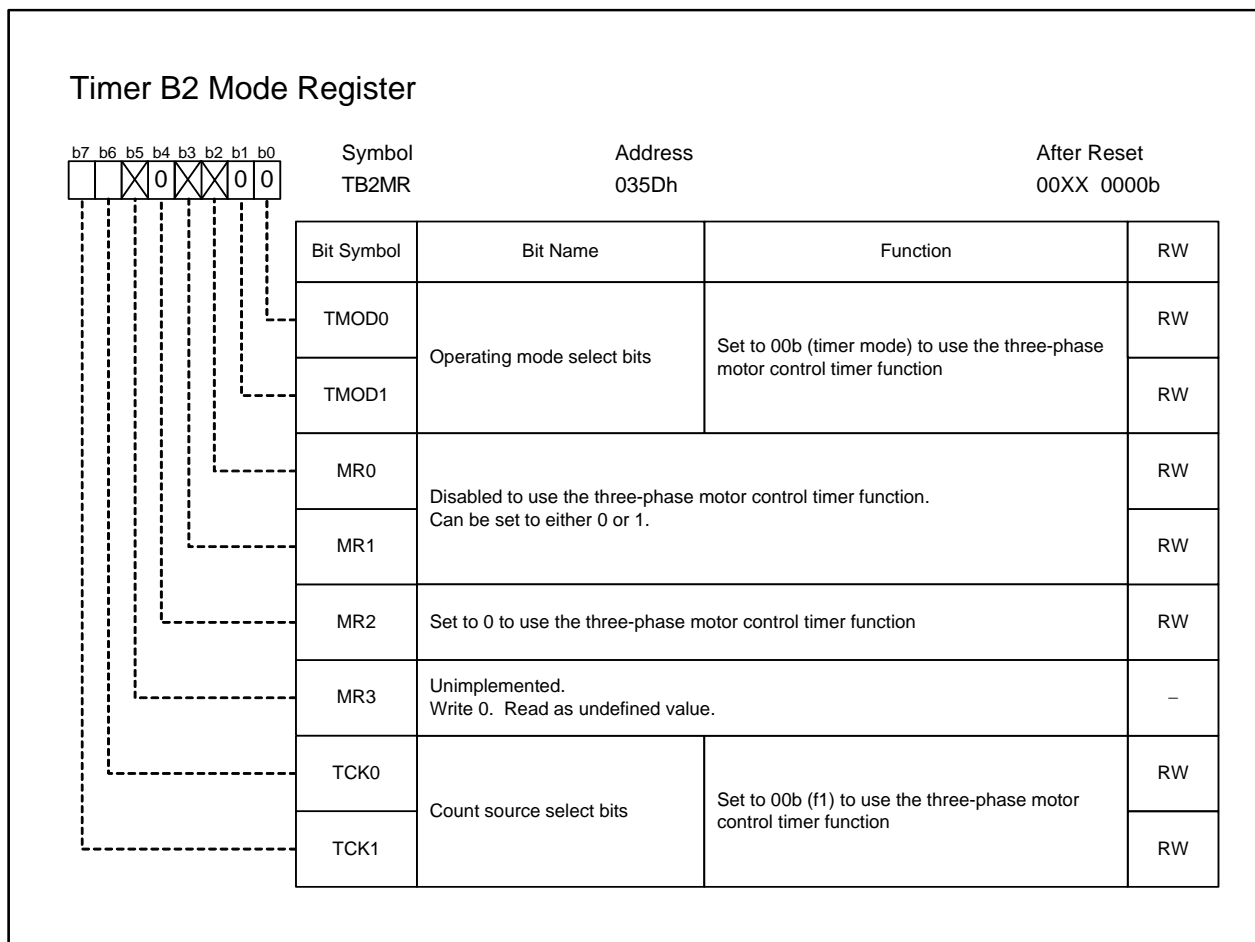 Timer B2 Mode Register
b7 b6 b5 b4 b3 b2 b1 b0
0 0 0
Symbol Address After Reset
TB2MR 035Dh 00XX 0000b
Bit Symbol Bit Name Function RW
TMOD0 RW
Operating mode select bits
Set to 00b (timer mode) to use the three-phase
motor control timer function
TMOD1 RW
MR0 RW
Disabled to use the three-phase motor control timer function.
Can be set to either 0 or 1.
MR1 RW
MR2 Set to 0 to use the three-phase motor control timer function RW
MR3
Unimplemented.
Write 0. Read as undefined value.
–
TCK0 RW
Count source select bits
Set to 00b (f1) to use the three-phase motor
control timer function
TCK1 RW